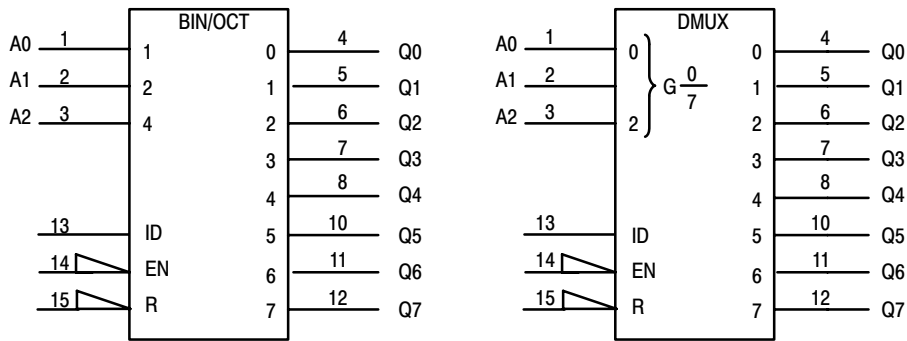 BIN/OCT
A0 1 1 0 4 Q0
A1 2 2 1 5 Q1
A2 3 4 2 6 Q2
3 7 Q3
4 8 Q4
13 ID 5 10 Q5
14 EN 6 11 Q6
15 R 7 12 Q7
DMUX
A0 1 0 0 4 Q0
A1 2 G 0/7 1 5 Q1
A2 3 2 2 6 Q2
3 7 Q3
4 8 Q4
13 ID 5 10 Q5
14 EN 6 11 Q6
15 R 7 12 Q7